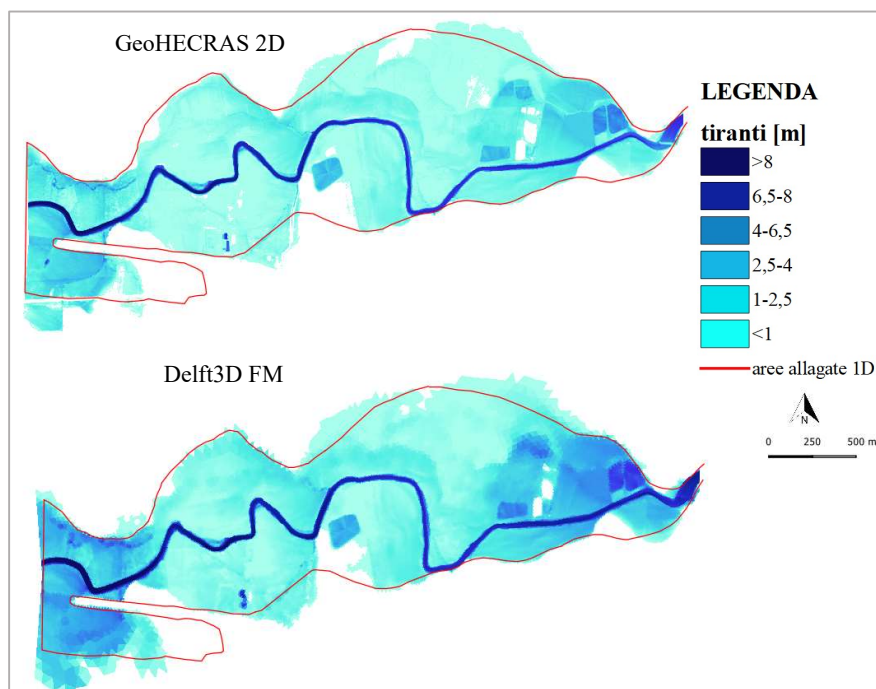 GeoHECRAS 2D
LEGENDA
tiranti [m]
>8
6,5-8
4-6,5
2,5-4
1-2,5
<1
aree allagate 1D
Delft3D FM
N
0 250 500 m